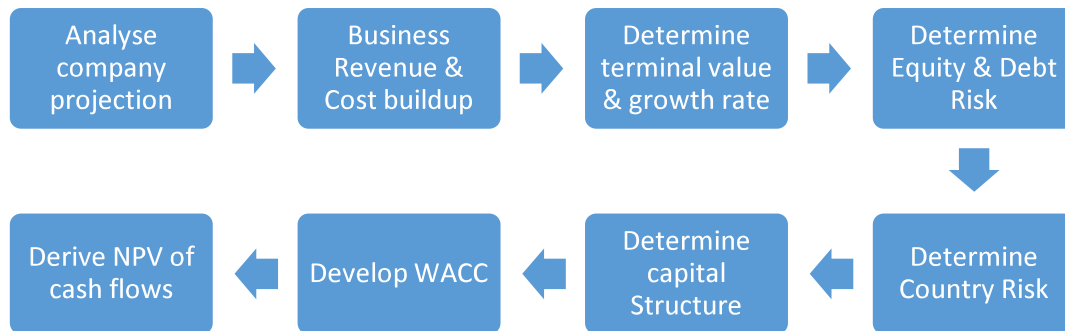 Analyse
company
projection
Business
Revenue &
Cost buildup
Determine
terminal value
& growth rate
Determine
Equity & Debt
Risk
Determine
Country Risk
Determine
capital
Structure
Develop WACC
Derive NPV of
cash flows